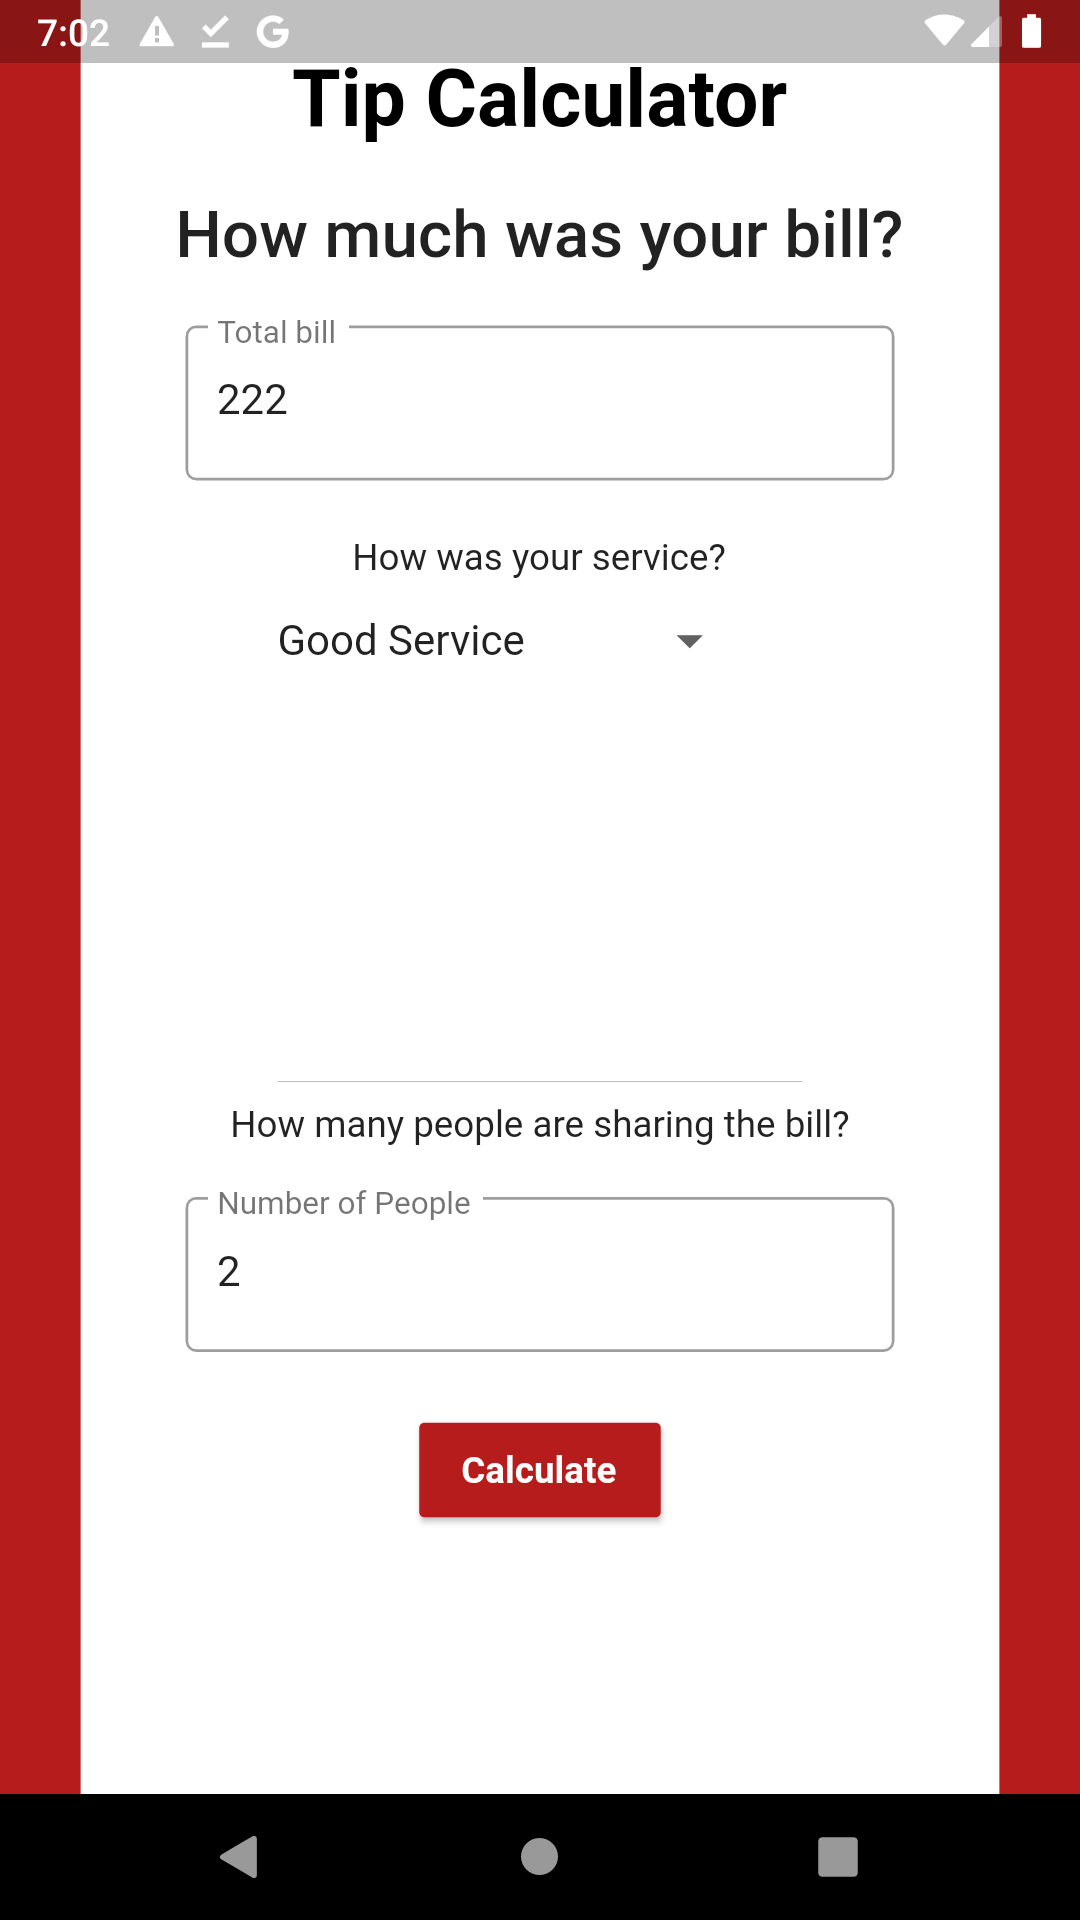 7:02
Tip Calculator
How much was your bill?
Total bill
222
How was your service?
Good Service
How many people are sharing the bill?
Number of People
2
Calculate